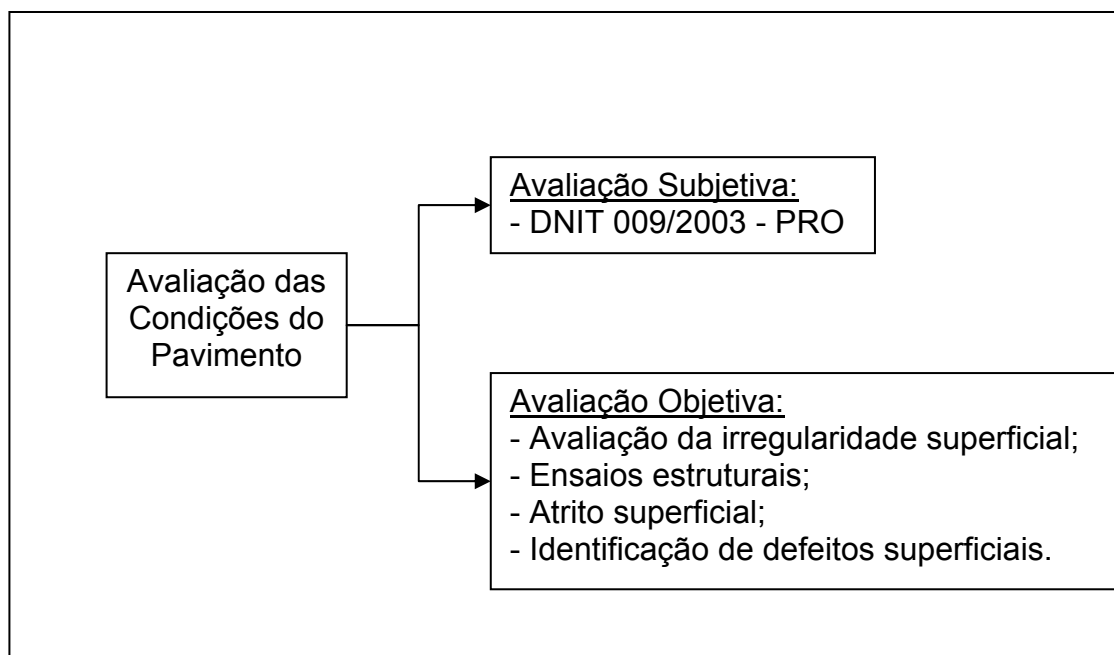 Avaliação das
Condições do
Pavimento
Avaliação Subjetiva:
- DNIT 009/2003 - PRO
Avaliação Objetiva:
- Avaliação da irregularidade superficial;
- Ensaios estruturais;
- Atrito superficial;
- Identificação de defeitos superficiais.